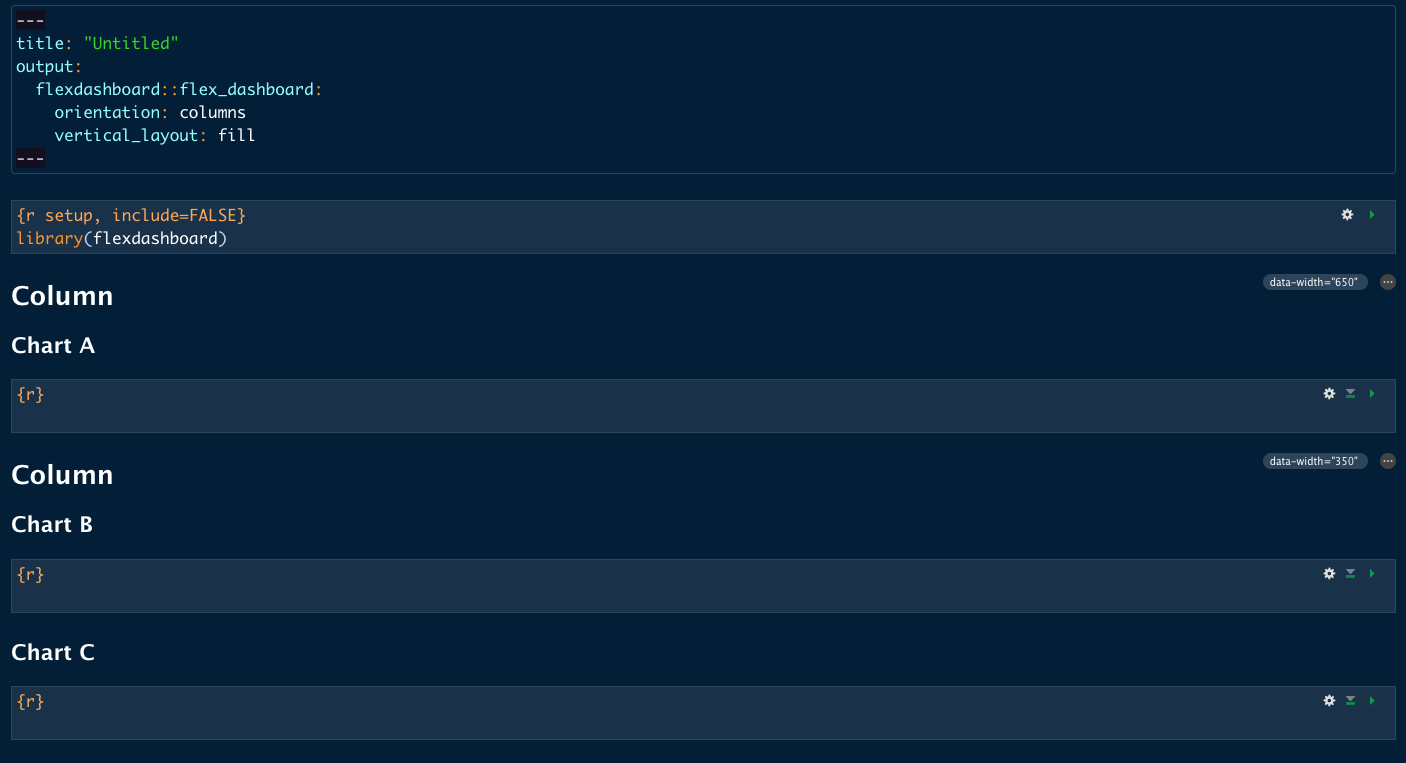 ---
title: "Untitled"
output:
  flexdashboard::flex_dashboard:
    orientation: columns
    vertical_layout: fill
---
{r setup, include=FALSE}
library(flexdashboard)
Column
data-width="650"
Chart A
{r}
Column
data-width="350"
Chart B
{r}
Chart C
{r}